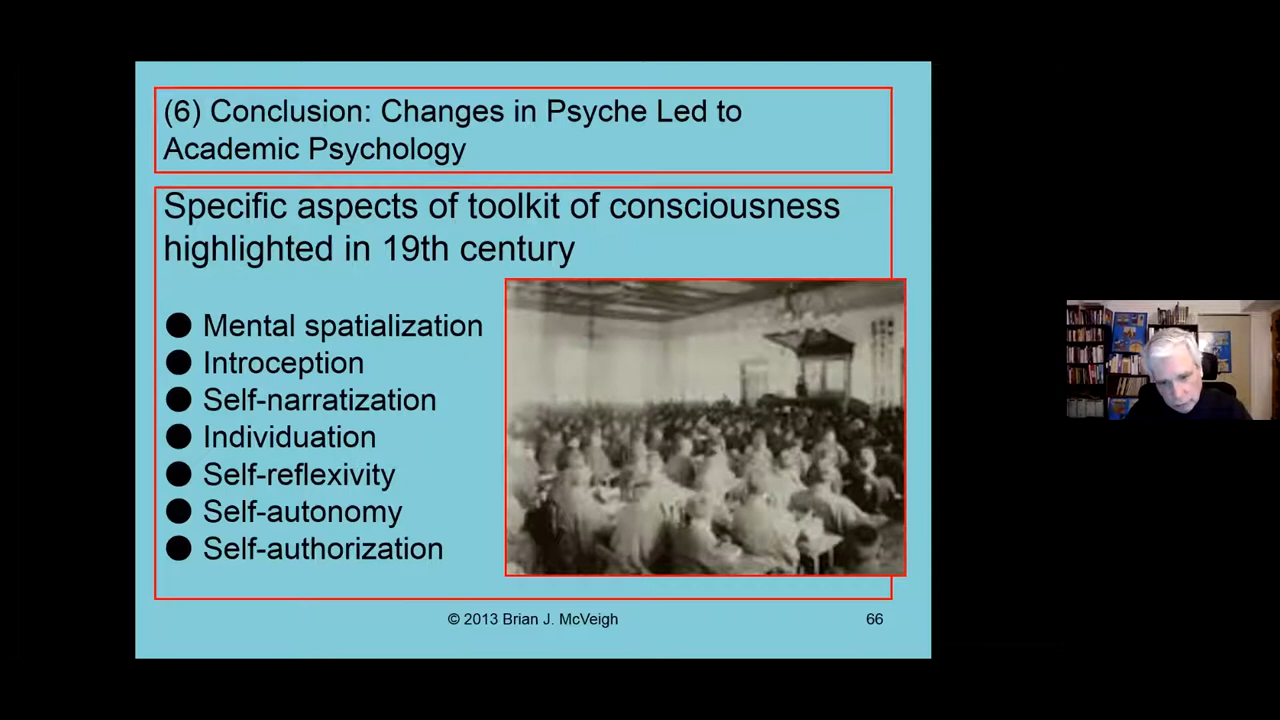 (6) Conclusion: Changes in Psyche Led to
Academic Psychology
Specific aspects of toolkit of consciousness
highlighted in 19th century
● Mental spatialization
● Introception
● Self-narratization
● Individuation
● Self-reflexivity
● Self-autonomy
● Self-authorization
© 2013 Brian J. McVeigh
66